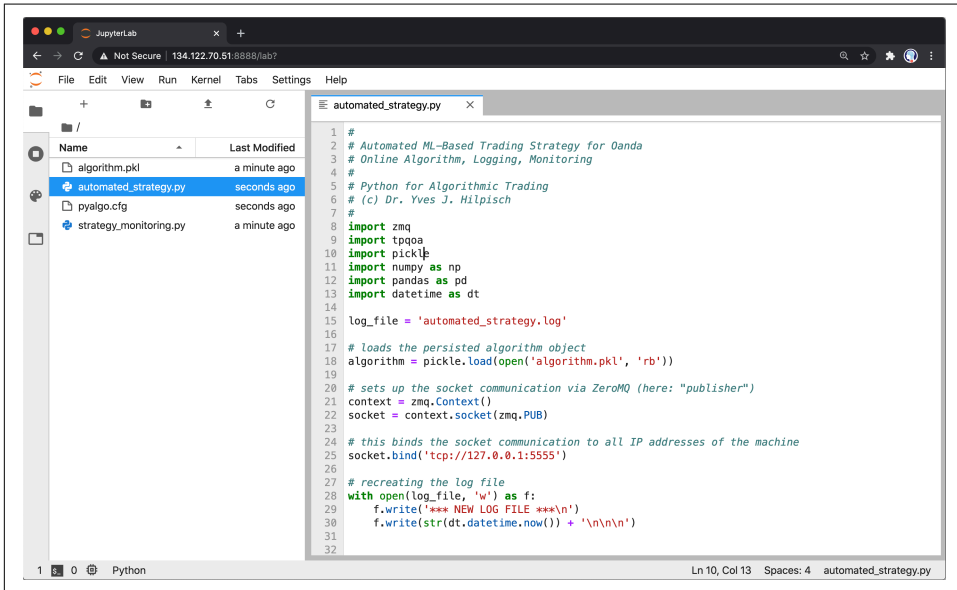 JupyterLab
Not Secure | 134.122.70.51:8888/lab?
File Edit View Run Kernel Tabs Settings Help
automated_strategy.py
/
Name Last Modified
algorithm.pkl a minute ago
automated_strategy.py seconds ago
pyalgo.cfg seconds ago
strategy_monitoring.py a minute ago
1 #
2 # Automated ML-Based Trading Strategy for Oanda
3 # Online Algorithm, Logging, Monitoring
4 #
5 # Python for Algorithmic Trading
6 # (c) Dr. Yves J. Hilpisch
7 #
8 import zmq
9 import tpqoa
10 import pickle
11 import numpy as np
12 import pandas as pd
13 import datetime as dt
14
15 log_file = 'automated_strategy.log'
16
17 # loads the persisted algorithm object
18 algorithm = pickle.load(open('algorithm.pkl', 'rb'))
19
20 # sets up the socket communication via ZeroMQ (here: "publisher")
21 context = zmq.Context()
22 socket = context.socket(zmq.PUB)
23
24 # this binds the socket communication to all IP addresses of the machine
25 socket.bind('tcp://127.0.0.1:5555')
26
27 # recreating the log file
28 with open(log_file, 'w') as f:
29     f.write('*** NEW LOG FILE ***\n')
30     f.write(str(dt.datetime.now()) + '\n\n\n')
31
32
1 s_ 0 Python Ln 10, Col 13 Spaces: 4 automated_strategy.py